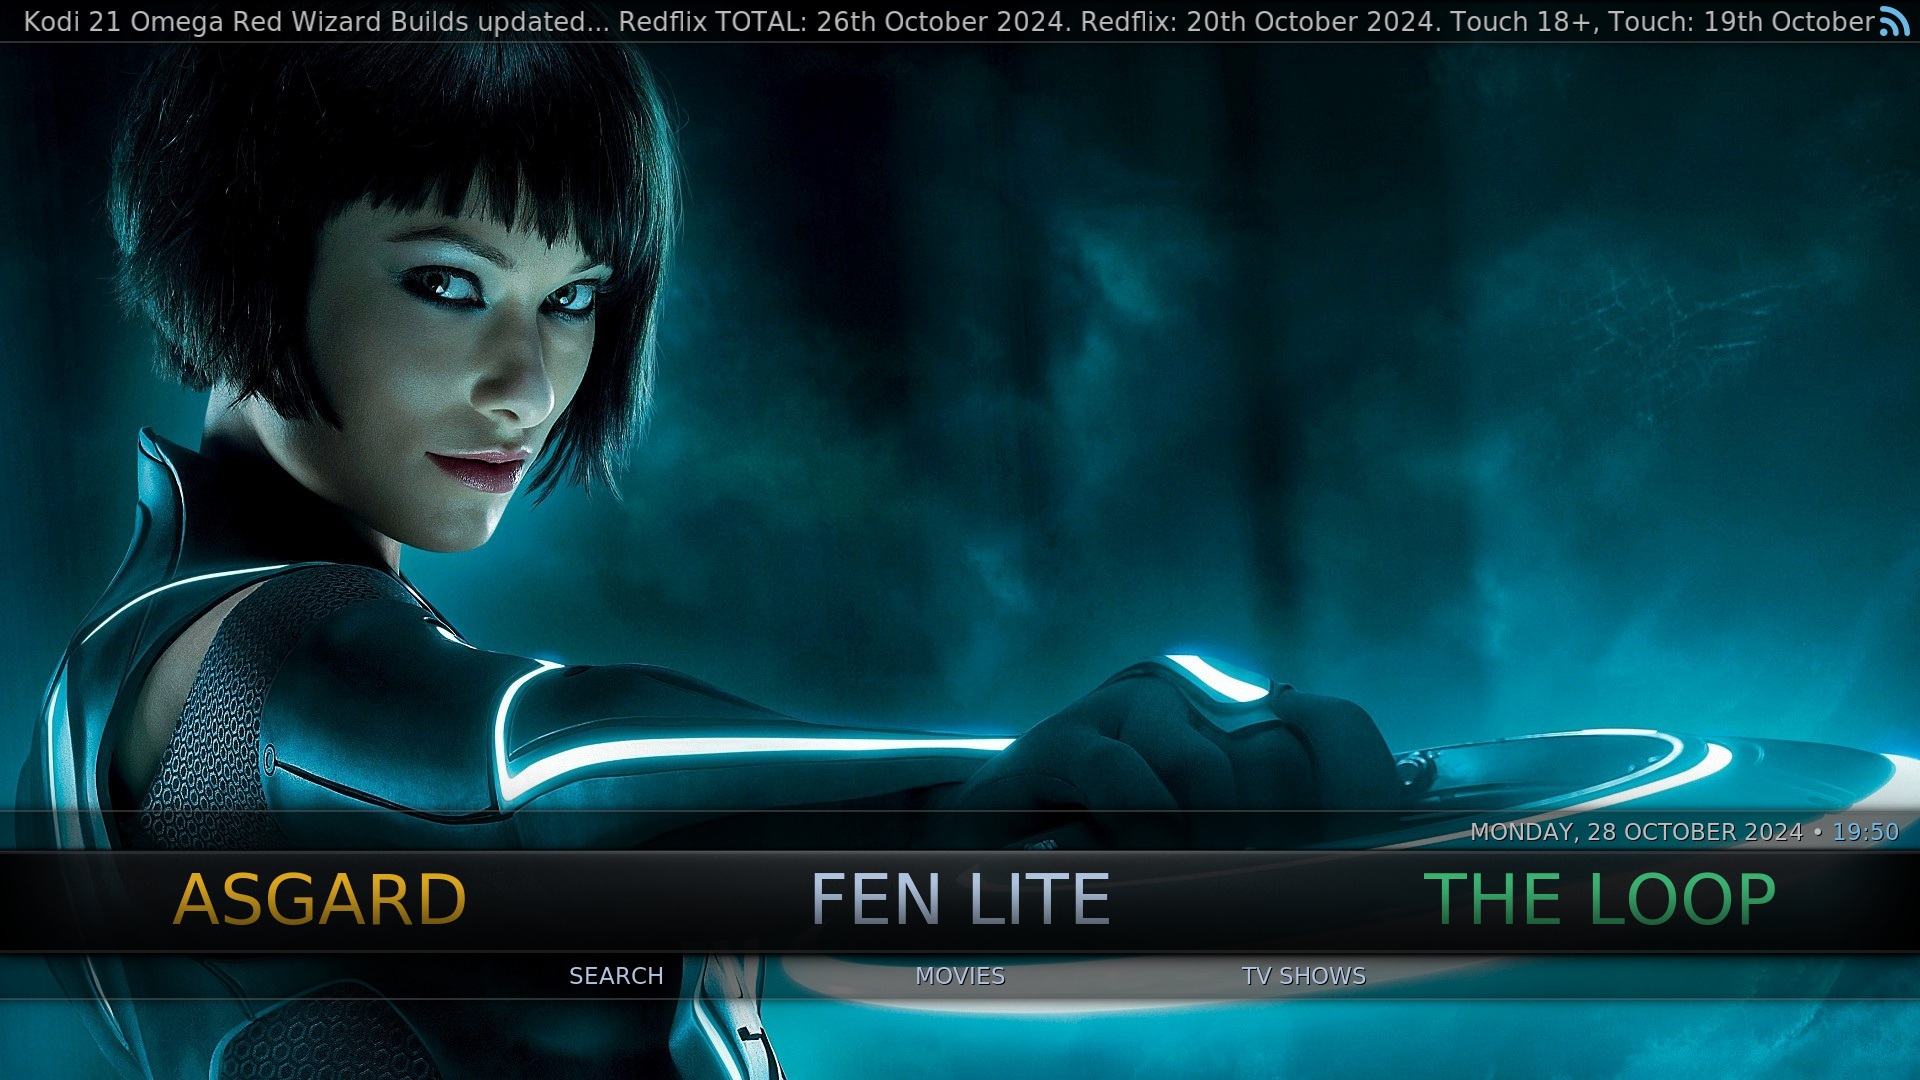 Kodi 21 Omega Red Wizard Builds updated... Redflix TOTAL: 26th October 2024. Redflix: 20th October 2024. Touch 18+, Touch: 19th October
MONDAY, 28 OCTOBER 2024 • 19:50
ASGARD FEN LITE THE LOOP
SEARCH MOVIES TV SHOWS